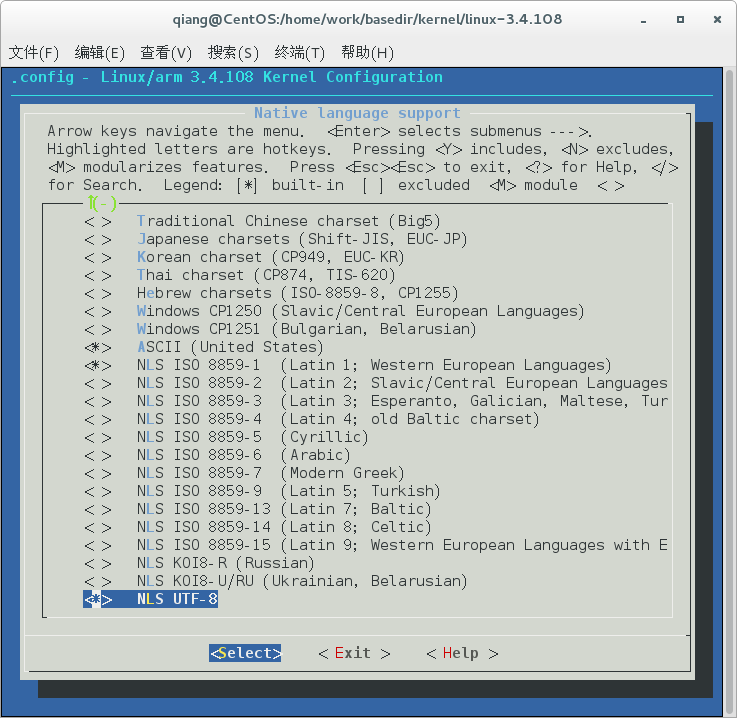 qiang@CentOS:/home/work/basedir/kernel/linux-3.4.108
文件(F) 编辑(E) 查看(V) 搜索(S) 终端(T) 帮助(H)
.config - Linux/arm 3.4.108 Kernel Configuration
Native language support
Arrow keys navigate the menu. <Enter> selects submenus --->.
Highlighted letters are hotkeys. Pressing <Y> includes, <N> excludes,
<M> modularizes features. Press <Esc><Esc> to exit, <?> for Help, </>
for Search. Legend: [*] built-in [ ] excluded <M> module < >
↑(-)
< > Traditional Chinese charset (Big5)
< > Japanese charsets (Shift-JIS, EUC-JP)
< > Korean charset (CP949, EUC-KR)
< > Thai charset (CP874, TIS-620)
< > Hebrew charsets (ISO-8859-8, CP1255)
< > Windows CP1250 (Slavic/Central European Languages)
< > Windows CP1251 (Bulgarian, Belarusian)
<*> ASCII (United States)
<*> NLS ISO 8859-1 (Latin 1; Western European Languages)
< > NLS ISO 8859-2 (Latin 2; Slavic/Central European Languages
< > NLS ISO 8859-3 (Latin 3; Esperanto, Galician, Maltese, Tur
< > NLS ISO 8859-4 (Latin 4; old Baltic charset)
< > NLS ISO 8859-5 (Cyrillic)
< > NLS ISO 8859-6 (Arabic)
< > NLS ISO 8859-7 (Modern Greek)
< > NLS ISO 8859-9 (Latin 5; Turkish)
< > NLS ISO 8859-13 (Latin 7; Baltic)
< > NLS ISO 8859-14 (Latin 8; Celtic)
< > NLS ISO 8859-15 (Latin 9; Western European Languages with E
< > NLS KOI8-R (Russian)
< > NLS KOI8-U/RU (Ukrainian, Belarusian)
<*> NLS UTF-8
<Select> < Exit > < Help >